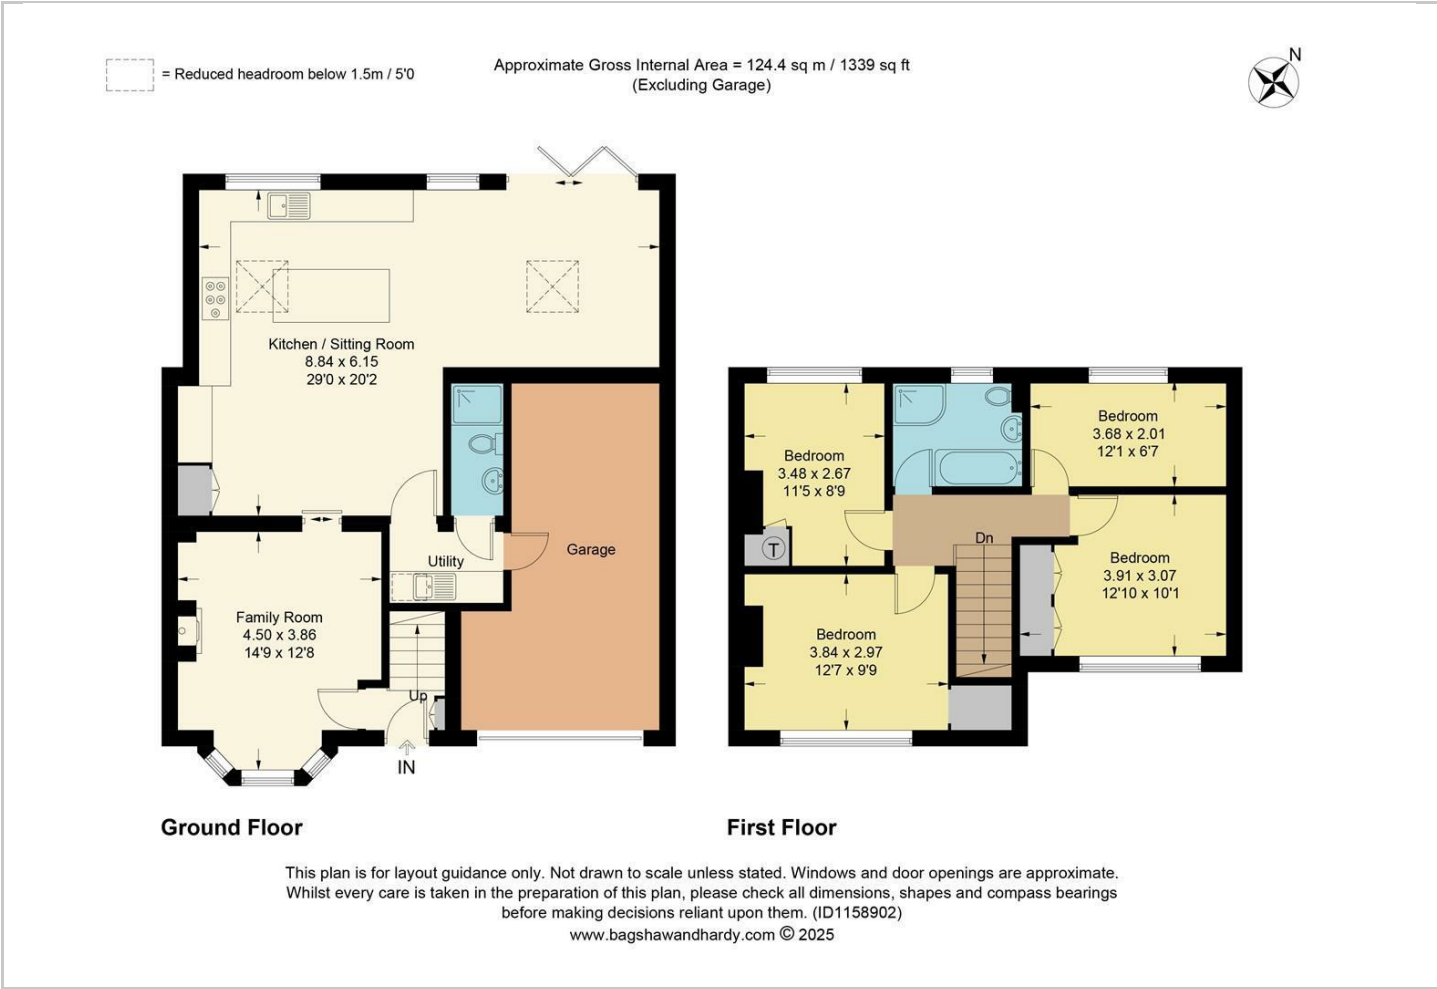 = Reduced headroom below 1.5m / 5'0
Approximate Gross Internal Area = 124.4 sq m / 1339 sq ft
(Excluding Garage)
N
Kitchen / Sitting Room
8.84 x 6.15
29'0 x 20'2
Utility
Garage
Family Room
4.50 x 3.86
14'9 x 12'8
Up
IN
Bedroom
3.48 x 2.67
11'5 x 8'9
T
Bedroom
3.68 x 2.01
12'1 x 6'7
Dn
Bedroom
3.91 x 3.07
12'10 x 10'1
Bedroom
3.84 x 2.97
12'7 x 9'9
Ground Floor
First Floor
This plan is for layout guidance only. Not drawn to scale unless stated. Windows and door openings are approximate.
Whilst every care is taken in the preparation of this plan, please check all dimensions, shapes and compass bearings
before making decisions reliant upon them. (ID1158902)
www.bagshawandhardy.com © 2025